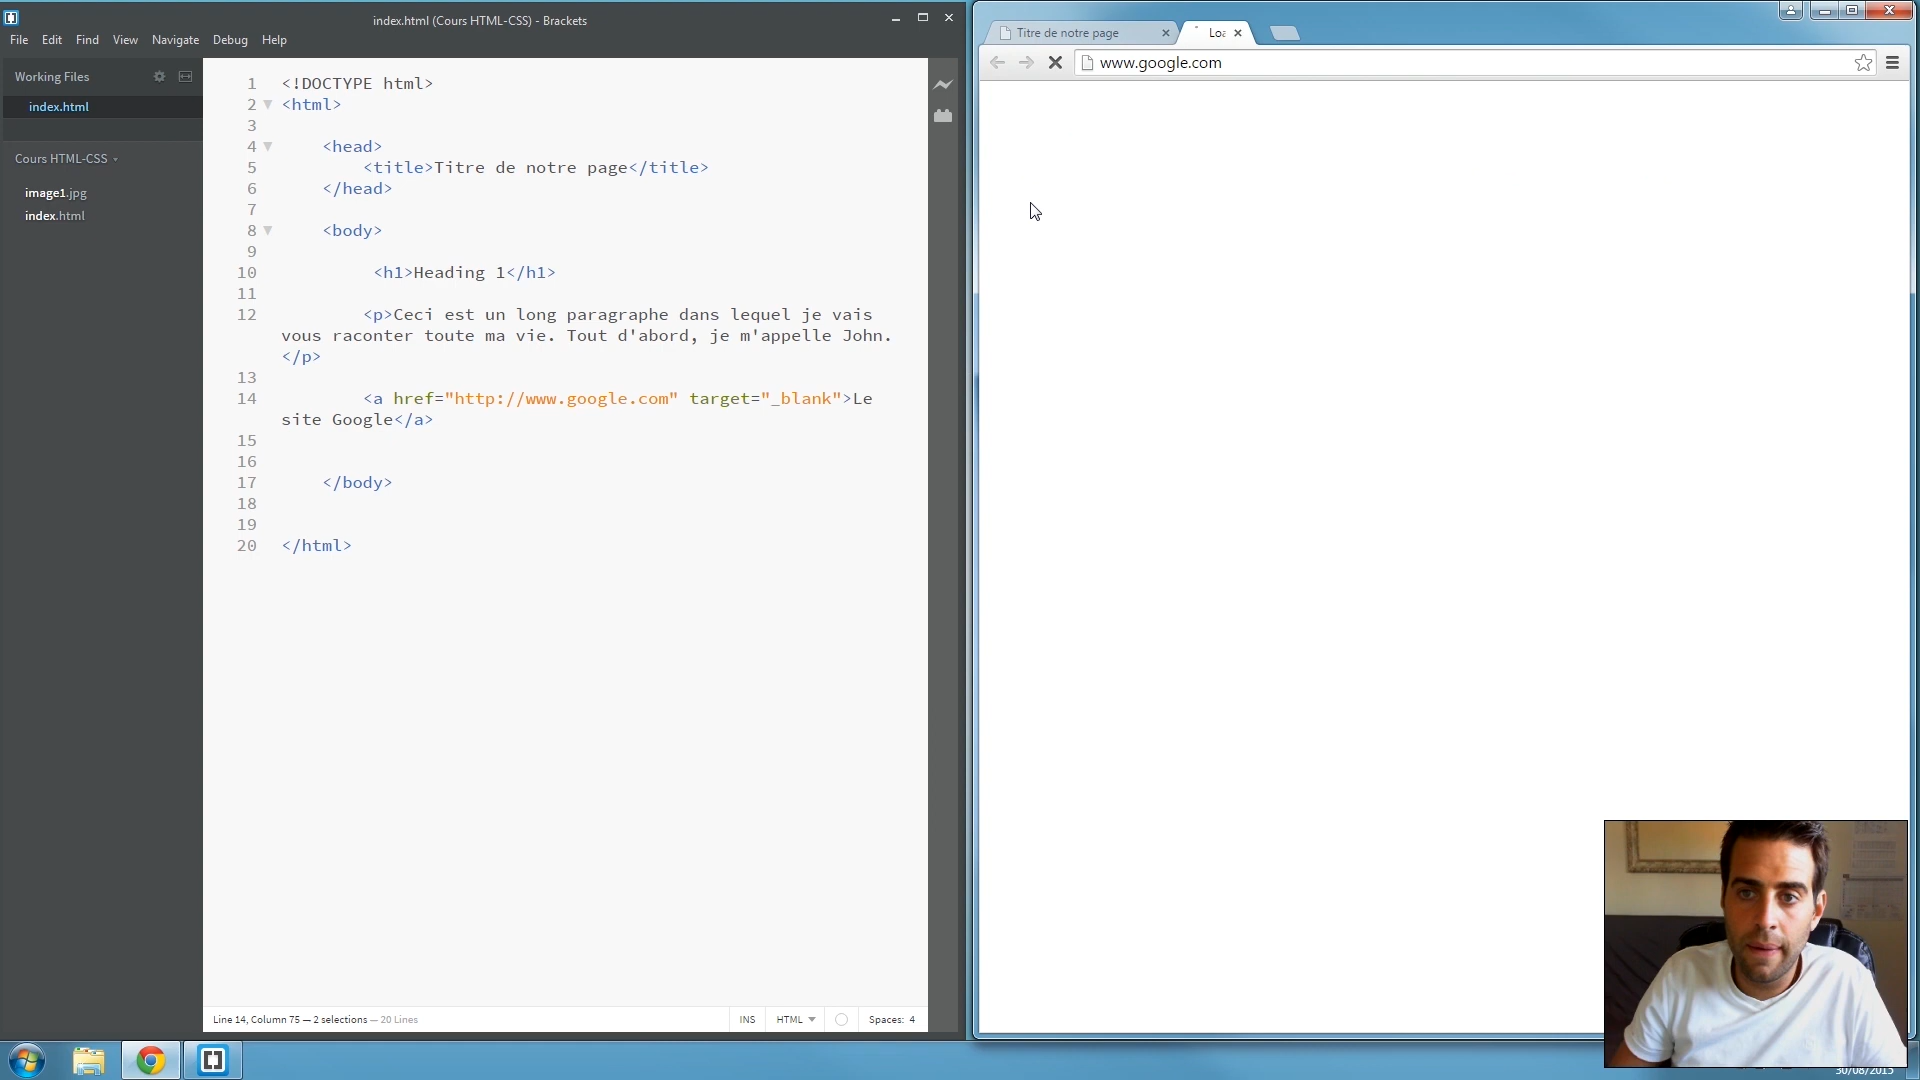 index.html (Cours HTML-CSS) - Brackets
File Edit Find View Navigate Debug Help
Working Files
index.html
Cours HTML-CSS
image1.jpg
index.html
1 <!DOCTYPE html>
2 <html>
3
4 <head>
5 <title>Titre de notre page</title>
6 </head>
7
8 <body>
9
10 <h1>Heading 1</h1>
11
12 <p>Ceci est un long paragraphe dans lequel je vais
vous raconter toute ma vie. Tout d'abord, je m'appelle John.
</p>
13
14 <a href="http://www.google.com" target="_blank">Le
site Google</a>
15
16
17 </body>
18
19
20 </html>
Line 14, Column 75 — 2 selections — 20 Lines
INS HTML Spaces: 4
Titre de notre page
Loa
www.google.com
30/08/2015